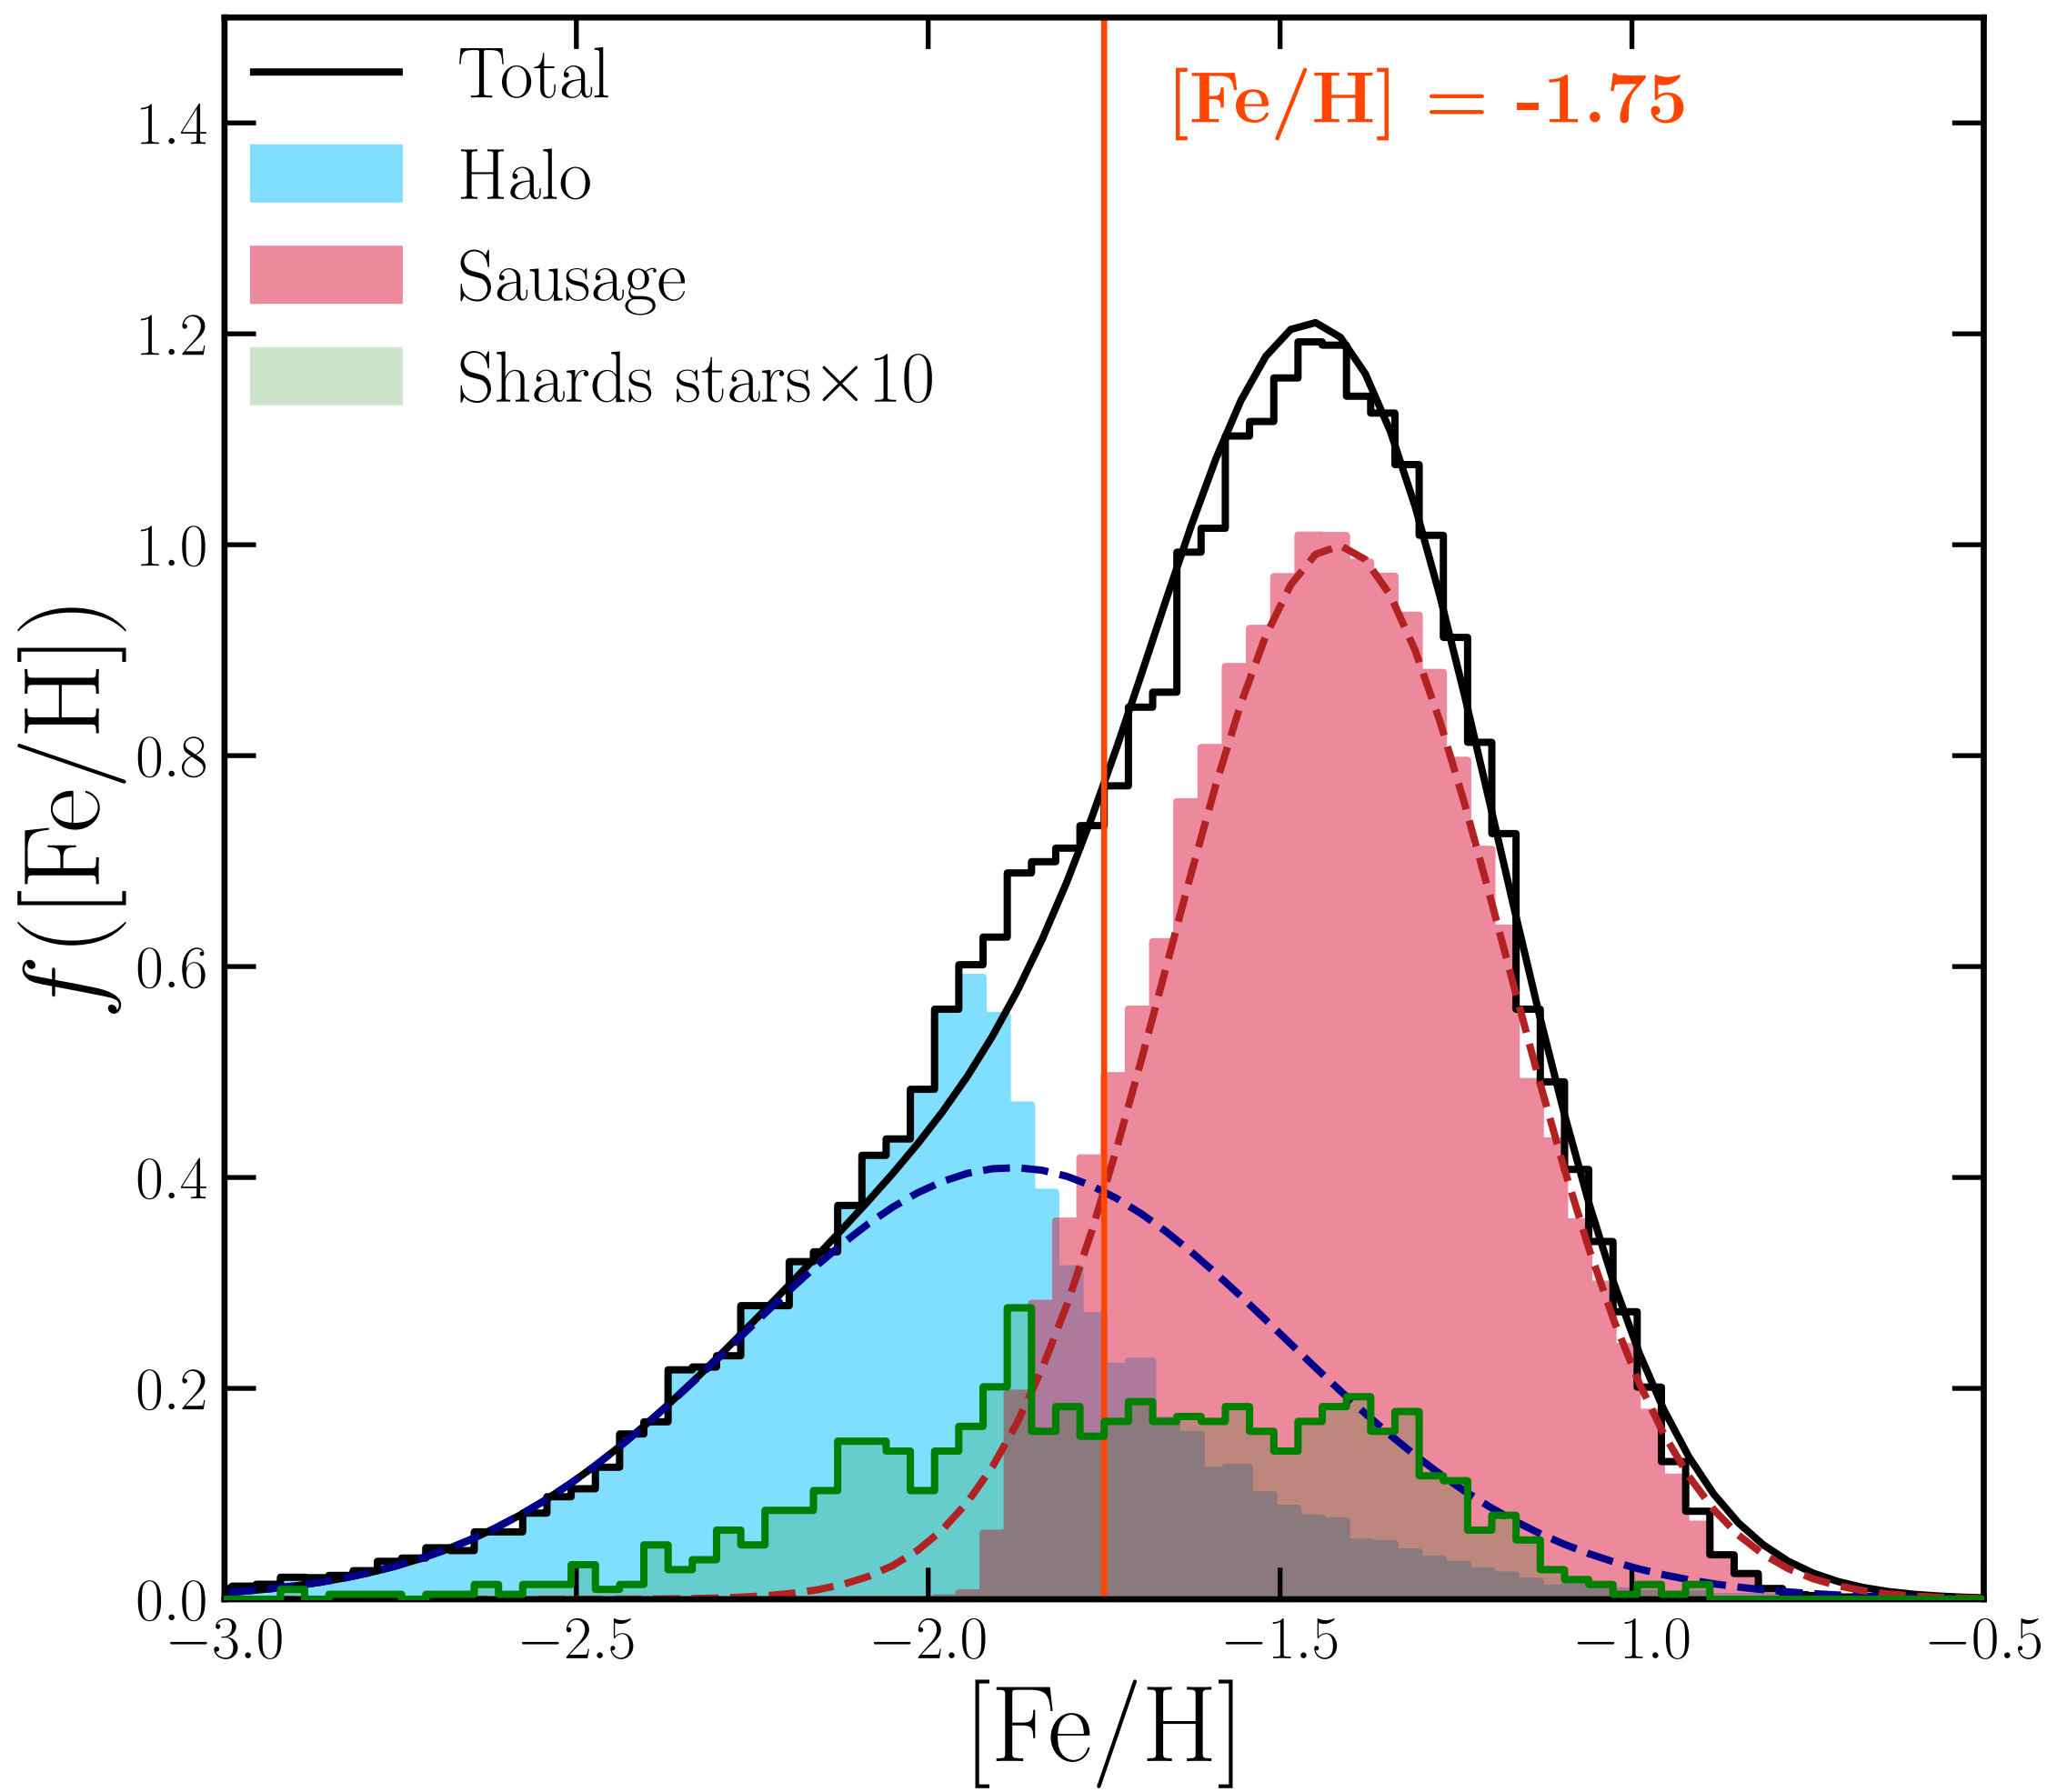 Total
Halo
Sausage
Shards stars×10
[Fe/H] = -1.75
f([Fe/H])
1.4
1.2
1.0
0.8
0.6
0.4
0.2
0.0
−3.0 −2.5 −2.0 −1.5 −1.0 −0.5
[Fe/H]